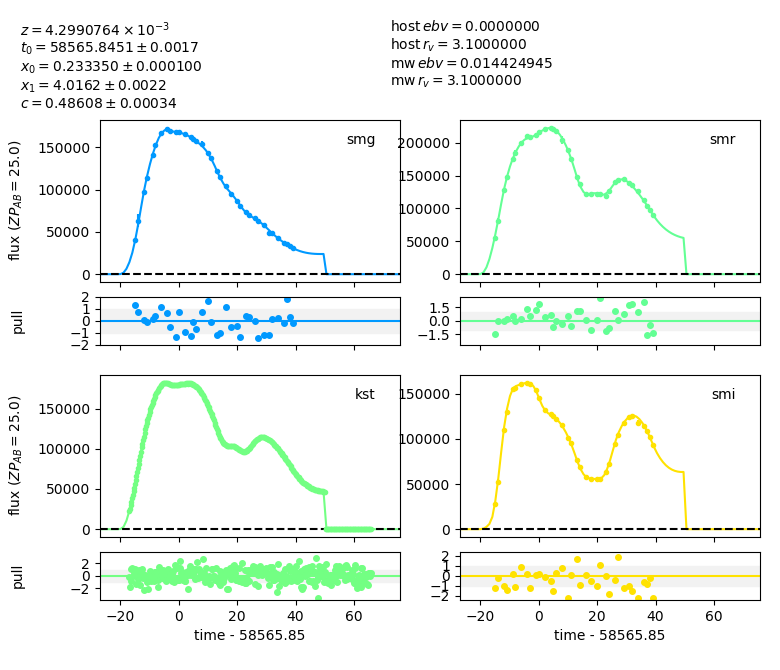 z = 4.2990764 × 10⁻³
t₀ = 58565.8451 ± 0.0017
x₀ = 0.233350 ± 0.000100
x₁ = 4.0162 ± 0.0022
c = 0.48608 ± 0.00034
host ebv = 0.0000000
host r_v = 3.1000000
mw ebv = 0.014424945
mw r_v = 3.1000000
flux (ZP_AB = 25.0)
150000
100000
50000
0
smg
200000
150000
100000
50000
0
smr
pull
2
1
0
−1
−2
1.5
0.0
−1.5
flux (ZP_AB = 25.0)
150000
100000
50000
0
kst
150000
100000
50000
0
smi
pull
2
0
−2
−20 0 20 40 60
time - 58565.85
2
1
0
−1
−2
−20 0 20 40 60
time - 58565.85